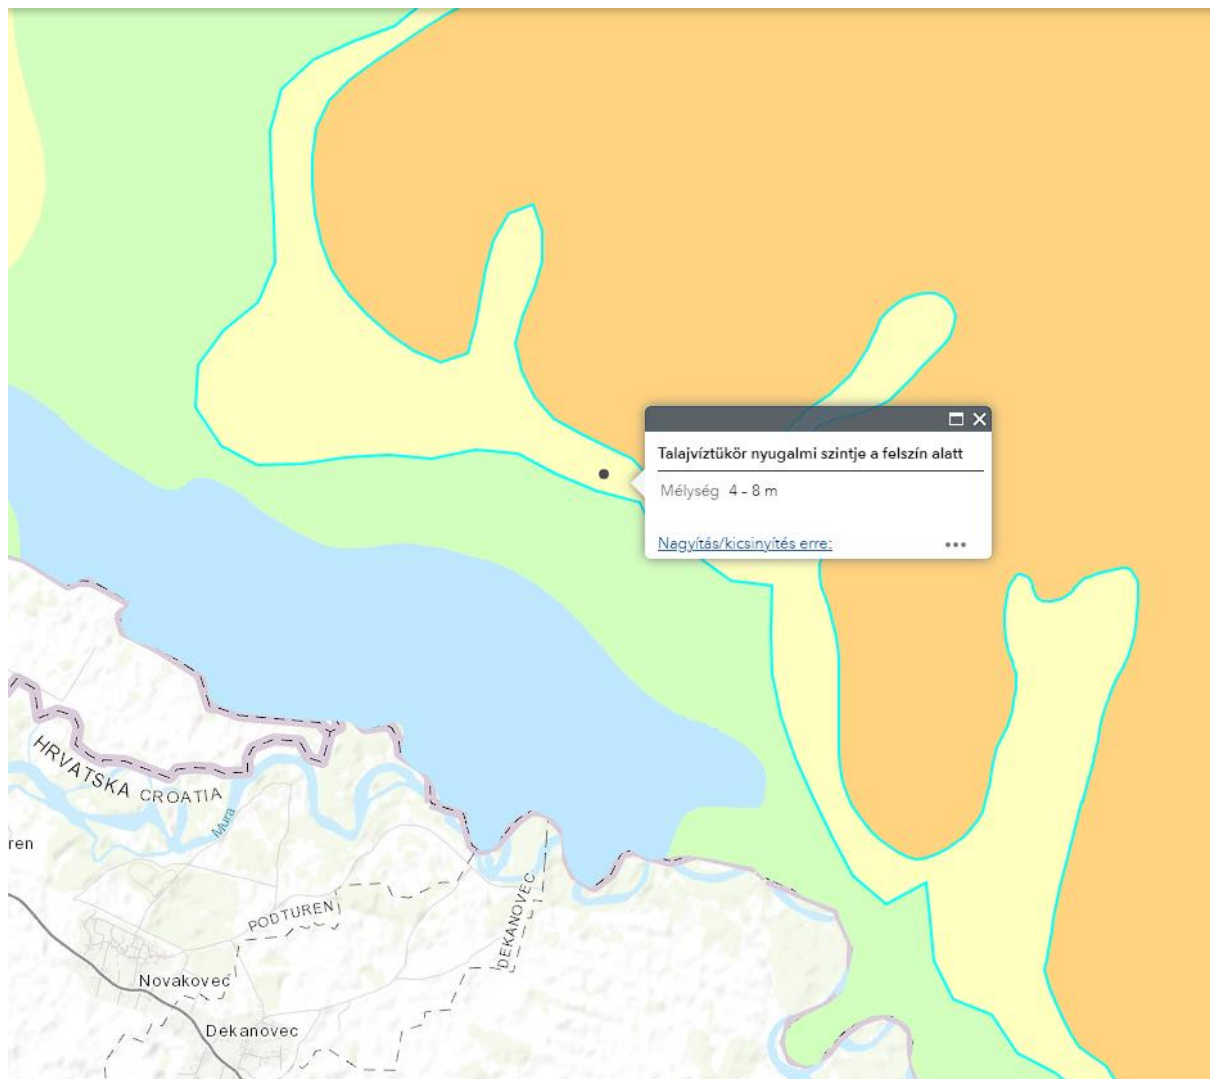 Talajvíztükör nyugalmi szintje a felszín alatt
Mélység 4 - 8 m
Nagyítás/kicsinyítés erre:
HRVATSKA CROATIA
Mura
ren
PODTUREN
DEKANOVEC
Novakovec
Dekanovec